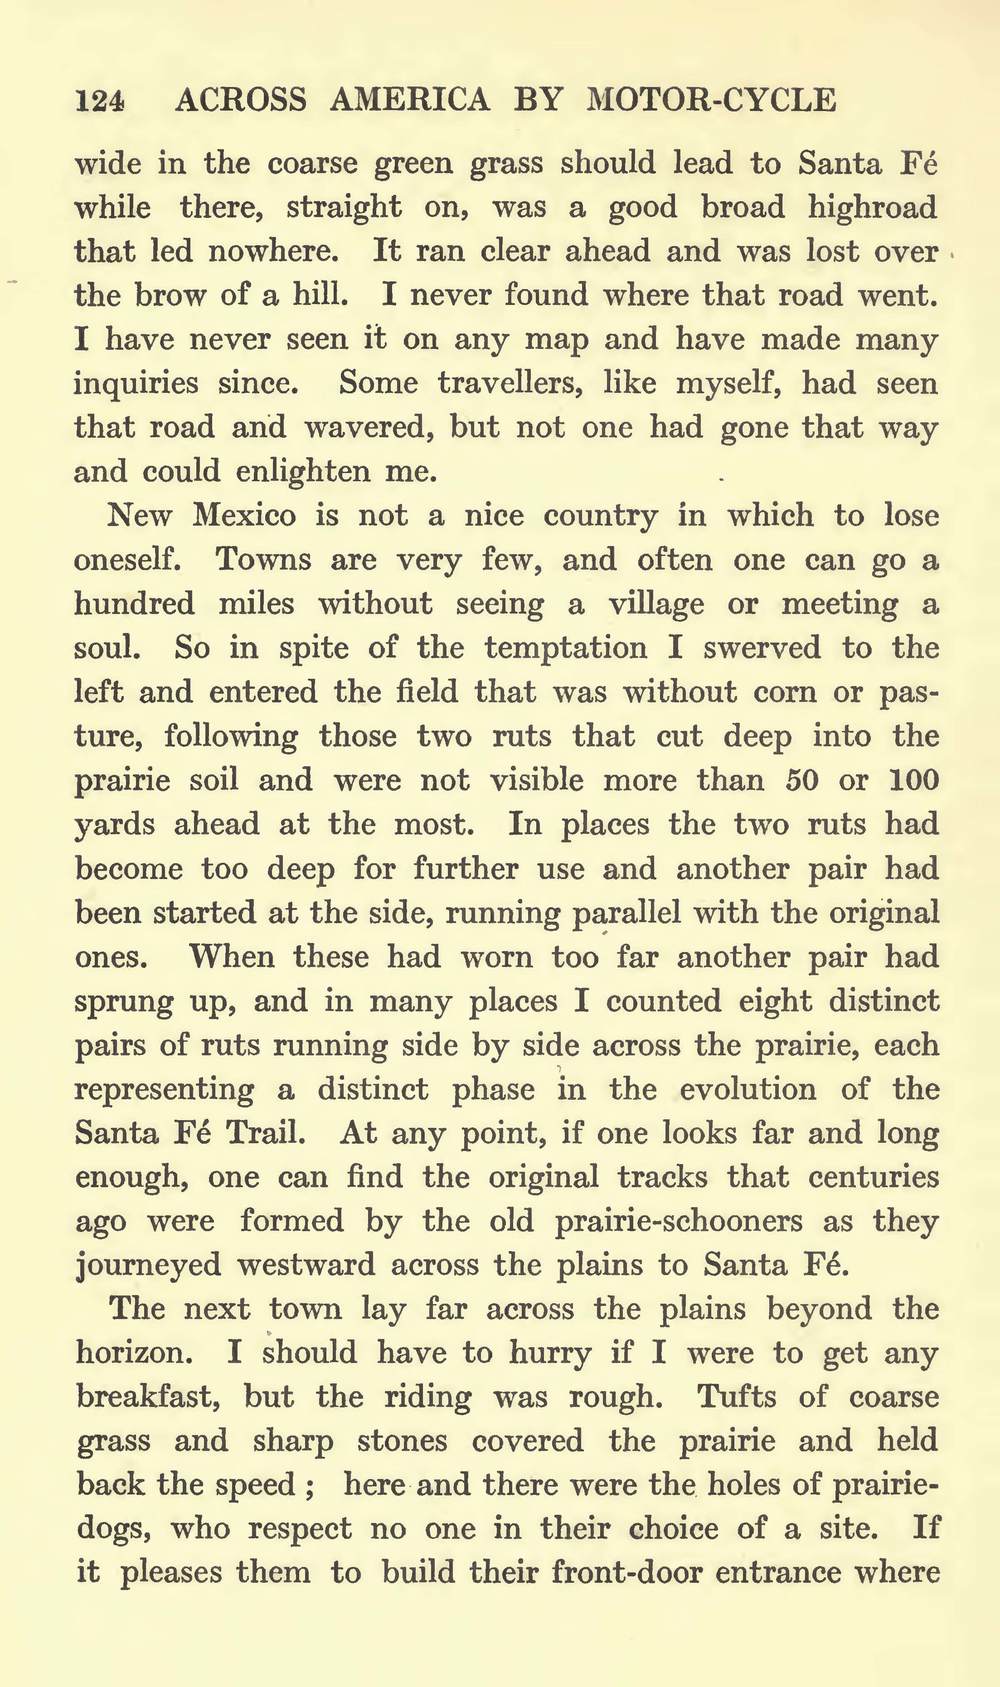 124 ACROSS AMERICA BY MOTOR-CYCLE
wide in the coarse green grass should lead to Santa Fé
while there, straight on, was a good broad highroad
that led nowhere. It ran clear ahead and was lost over
the brow of a hill. I never found where that road went.
I have never seen it on any map and have made many
inquiries since. Some travellers, like myself, had seen
that road and wavered, but not one had gone that way
and could enlighten me.
New Mexico is not a nice country in which to lose
oneself. Towns are very few, and often one can go a
hundred miles without seeing a village or meeting a
soul. So in spite of the temptation I swerved to the
left and entered the field that was without corn or pas-
ture, following those two ruts that cut deep into the
prairie soil and were not visible more than 50 or 100
yards ahead at the most. In places the two ruts had
become too deep for further use and another pair had
been started at the side, running parallel with the original
ones. When these had worn too far another pair had
sprung up, and in many places I counted eight distinct
pairs of ruts running side by side across the prairie, each
representing a distinct phase in the evolution of the
Santa Fé Trail. At any point, if one looks far and long
enough, one can find the original tracks that centuries
ago were formed by the old prairie-schooners as they
journeyed westward across the plains to Santa Fé.
The next town lay far across the plains beyond the
horizon. I should have to hurry if I were to get any
breakfast, but the riding was rough. Tufts of coarse
grass and sharp stones covered the prairie and held
back the speed ; here and there were the holes of prairie-
dogs, who respect no one in their choice of a site. If
it pleases them to build their front-door entrance where